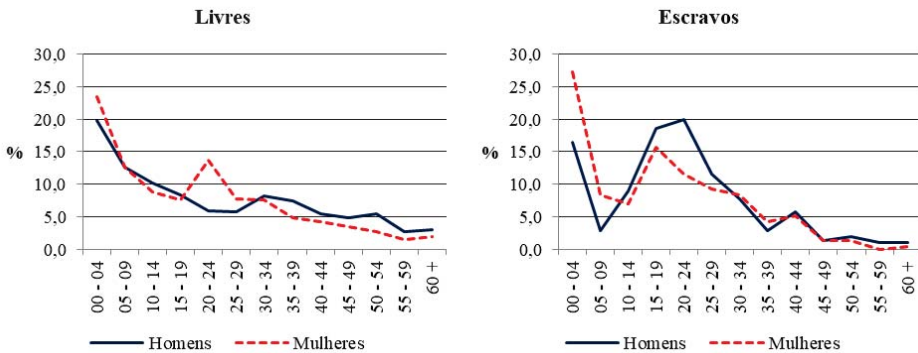 Livres
30,0
25,0
20,0
%
15,0
10,0
5,0
0,0
00 - 04
05 - 09
10 - 14
15 - 19
20 - 24
25 - 29
30 - 34
35 - 39
40 - 44
45 - 49
50 - 54
55 - 59
60 +
Homens
Mulheres
Escravos
30,0
25,0
20,0
%
15,0
10,0
5,0
0,0
00 - 04
05 - 09
10 - 14
15 - 19
20 - 24
25 - 29
30 - 34
35 - 39
40 - 44
45 - 49
50 - 54
55 - 59
60 +
Homens
Mulheres